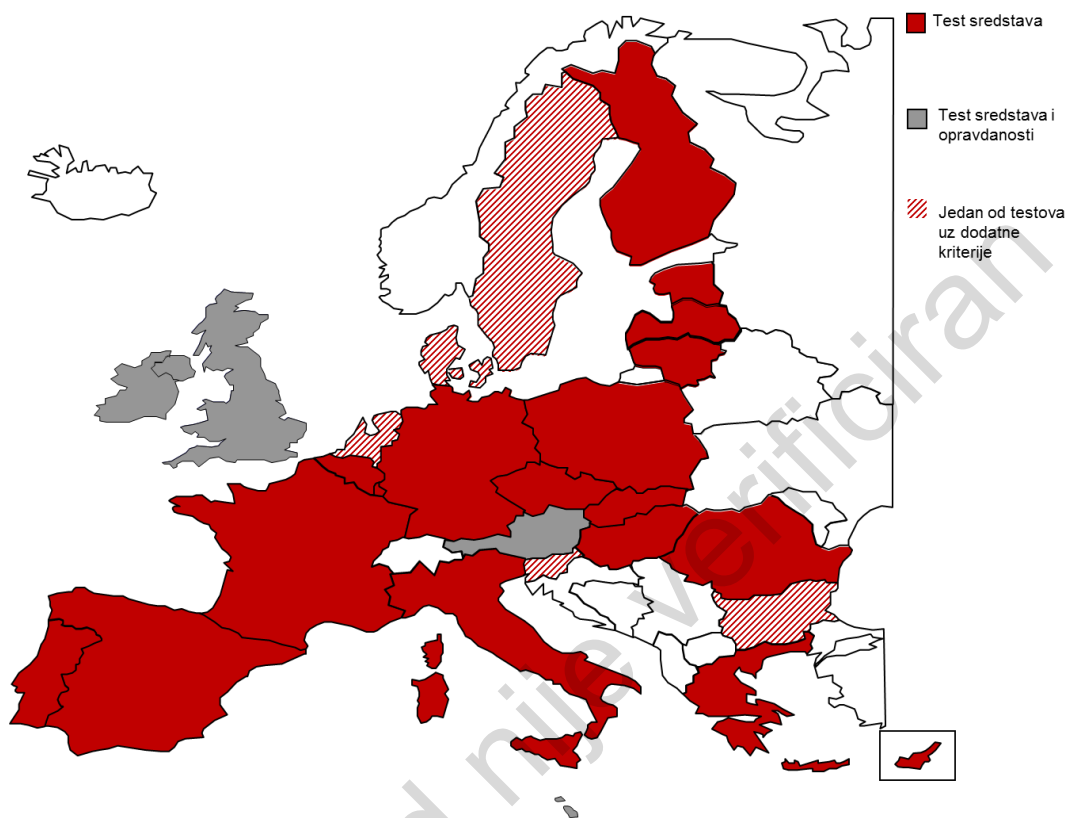 Test sredstava
Test sredstava i
opravdanosti
Jedan od testova
uz dodatne
kriterije
nije verificiran